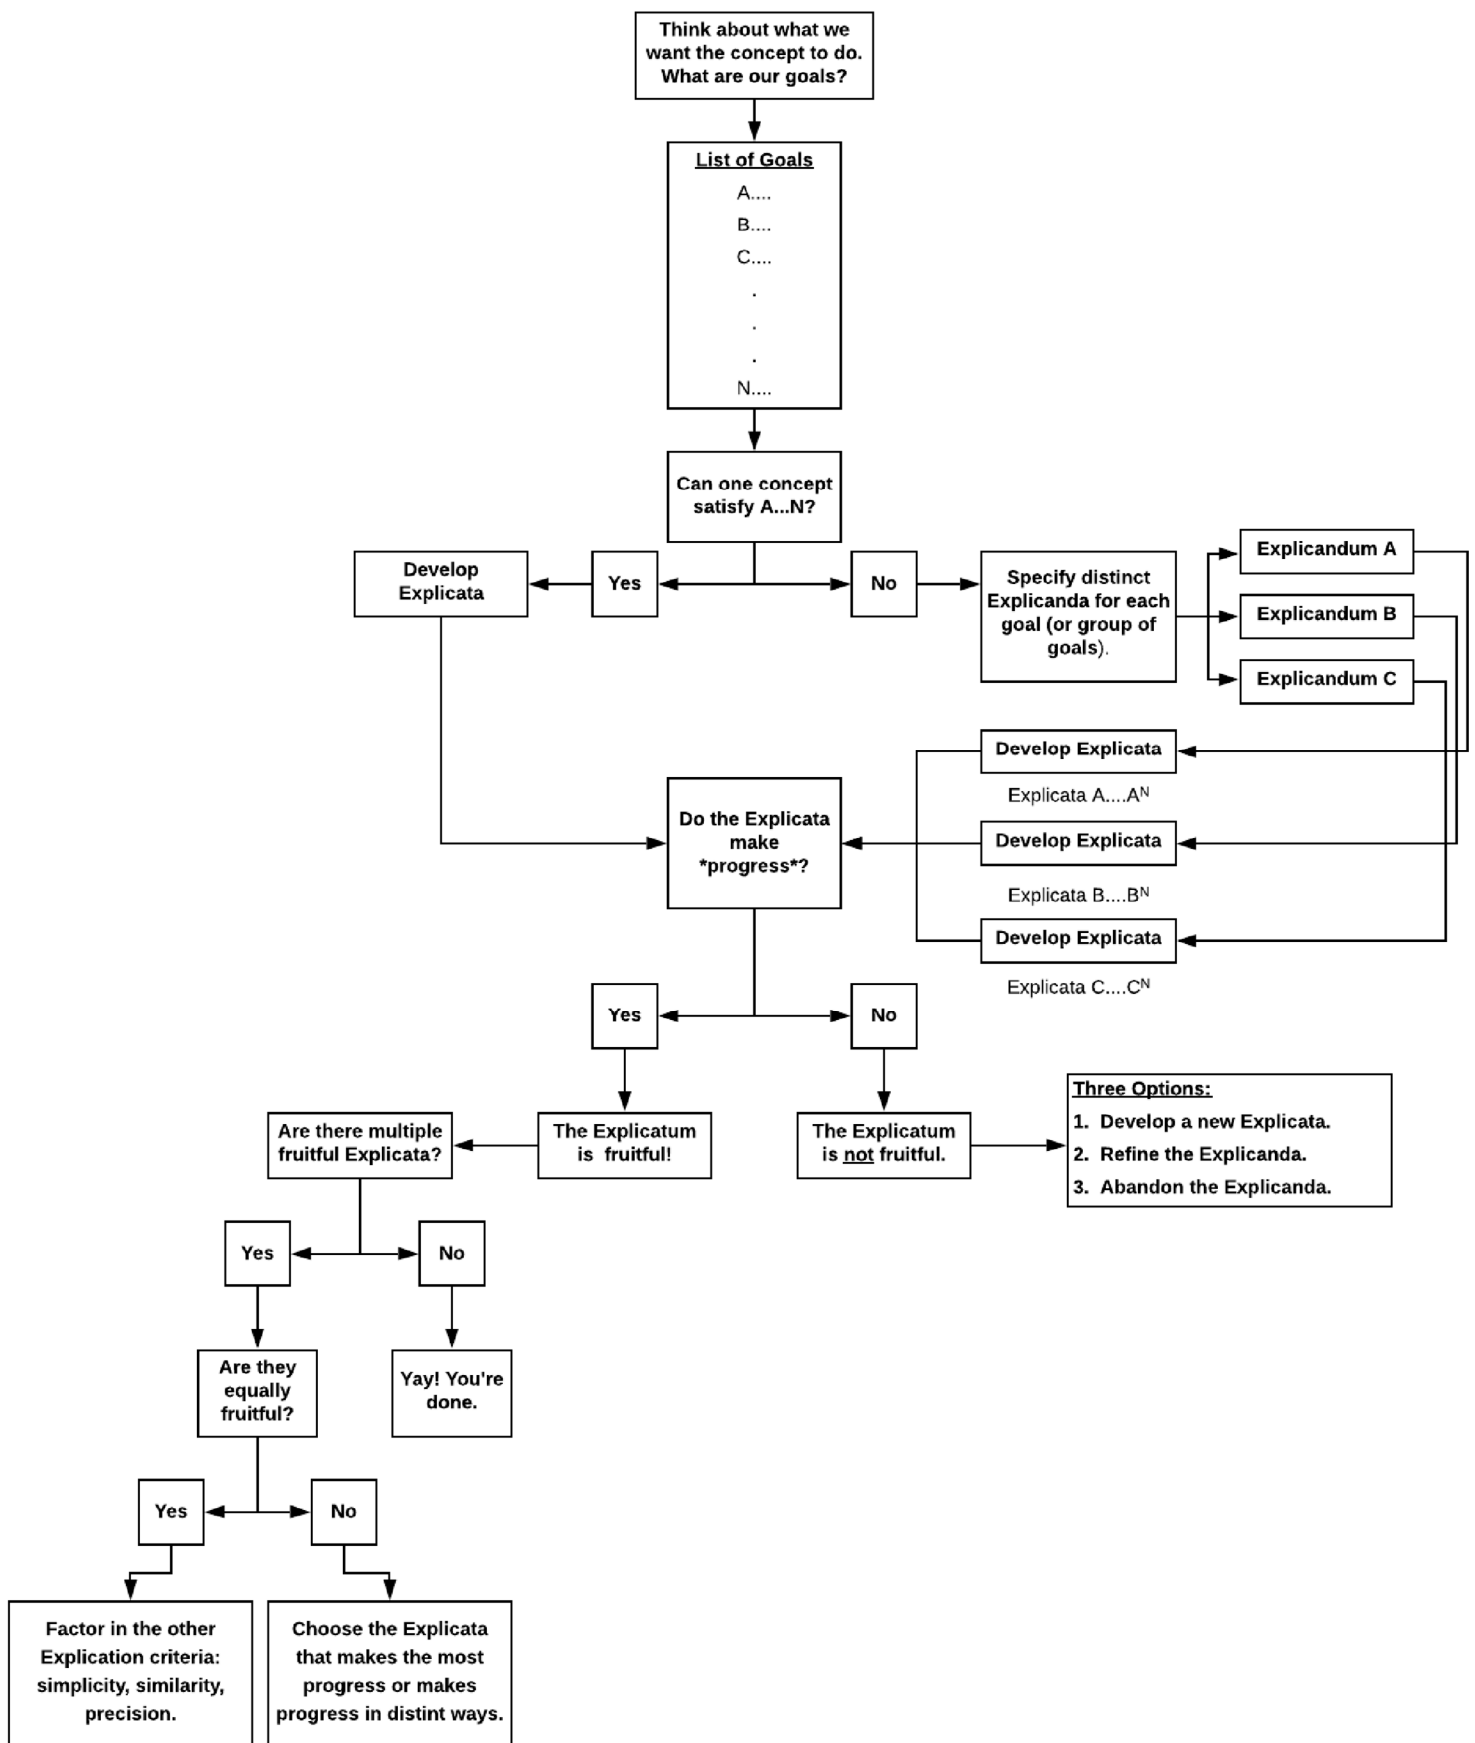 Think about what we
want the concept to do.
What are our goals?
List of Goals
A....
B....
C....
.
.
.
N....
Can one concept
satisfy A...N?
Develop
Explicata
Yes
No
Specify distinct
Explicanda for each
goal (or group of
goals).
Explicandum A
Explicandum B
Explicandum C
Develop Explicata
Explicata A....Aᴺ
Develop Explicata
Explicata B....Bᴺ
Develop Explicata
Explicata C....Cᴺ
Do the Explicata
make
*progress*?
Yes
No
The Explicatum
is fruitful!
The Explicatum
is not fruitful.
Three Options:
1. Develop a new Explicata.
2. Refine the Explicanda.
3. Abandon the Explicanda.
Are there multiple
fruitful Explicata?
Yes
No
Are they
equally
fruitful?
Yay! You're
done.
Yes
No
Factor in the other
Explication criteria:
simplicity, similarity,
precision.
Choose the Explicata
that makes the most
progress or makes
progress in distint ways.